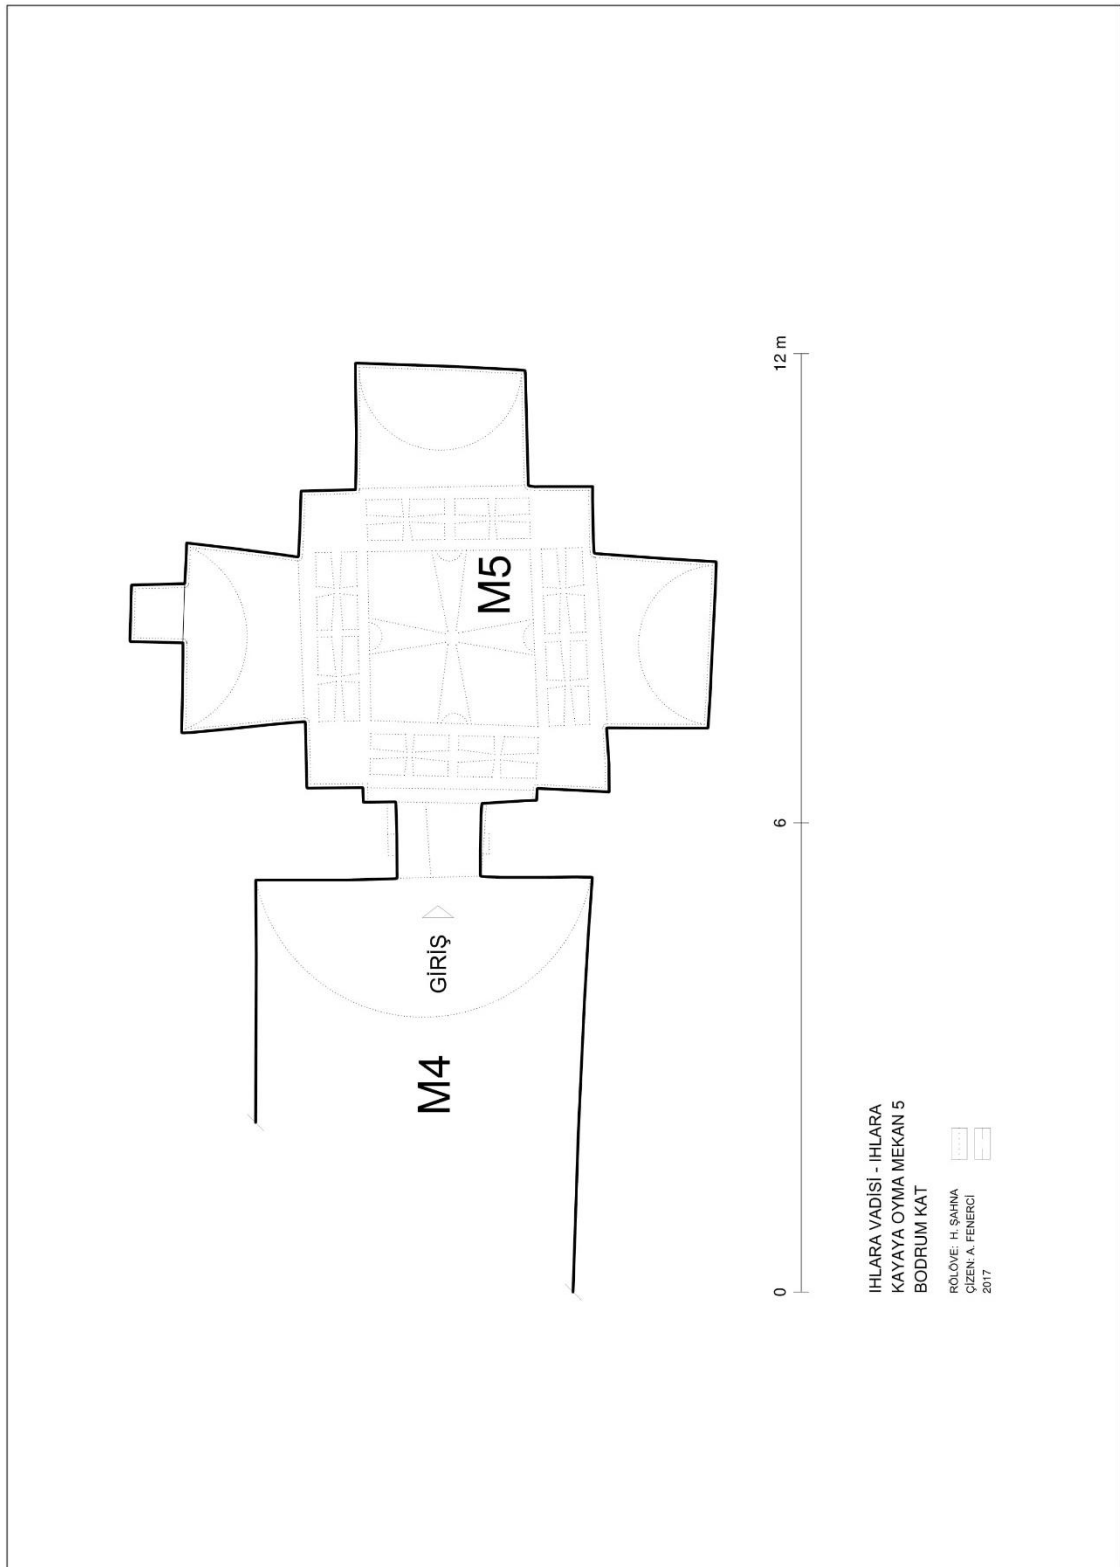 M5
M4
GİRİŞ
0
6
12 m
IHLARA VADİSİ - IHLARA
KAYAYA OYMA MEKAN 5
BODRUM KAT
RÖLÖVE: H. ŞAHNA
ÇİZEN: A. FENERCİ
2017